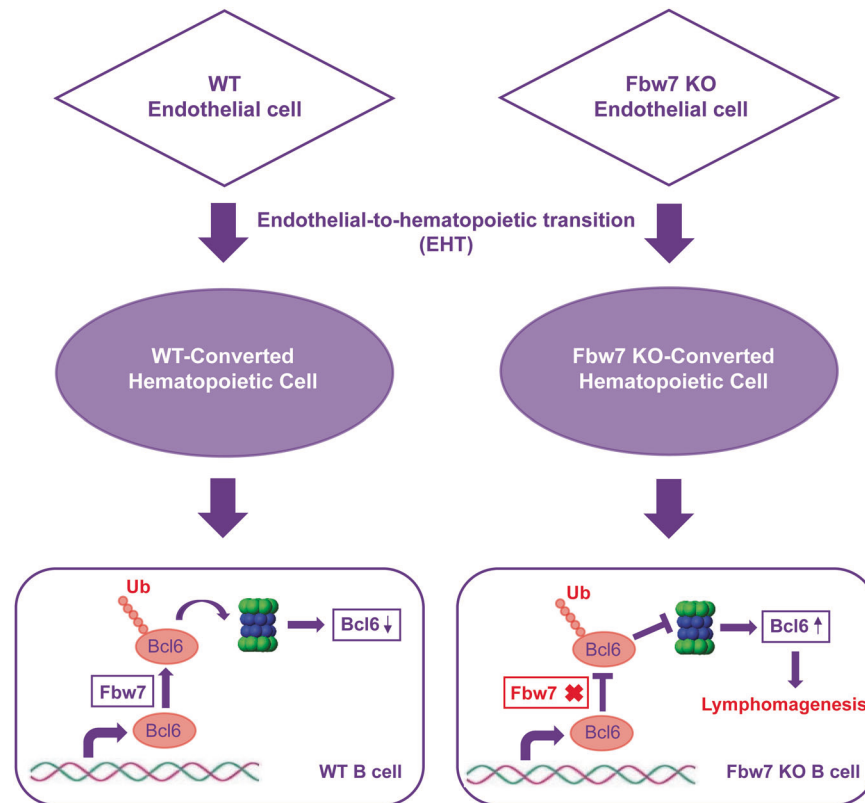 WT
Endothelial cell
Fbw7 KO
Endothelial cell
Endothelial-to-hematopoietic transition
(EHT)
WT-Converted
Hematopoietic Cell
Fbw7 KO-Converted
Hematopoietic Cell
Ub
Bcl6
Bcl6 ↓
Fbw7
Bcl6
WT B cell
Ub
Bcl6
Bcl6 ↑
Fbw7 ✖
Lymphomagenesis
Bcl6
Fbw7 KO B cell